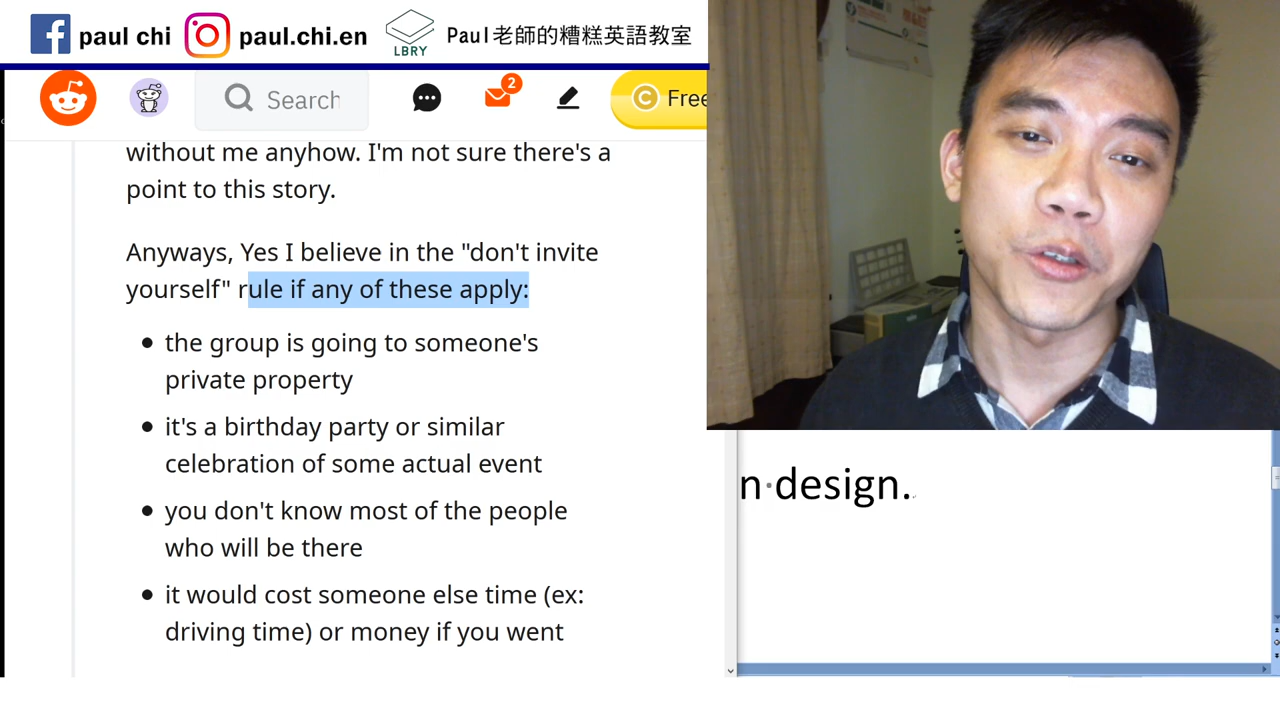 paul chi paul.chi.en LBRY Paul老師的糟糕英語教室
Search 2 Free
without me anyhow. I'm not sure there's a
point to this story.
Anyways, Yes I believe in the "don't invite
yourself" rule if any of these apply:
the group is going to someone's
private property
it's a birthday party or similar
celebration of some actual event
you don't know most of the people
who will be there
it would cost someone else time (ex:
driving time) or money if you went
n·design.